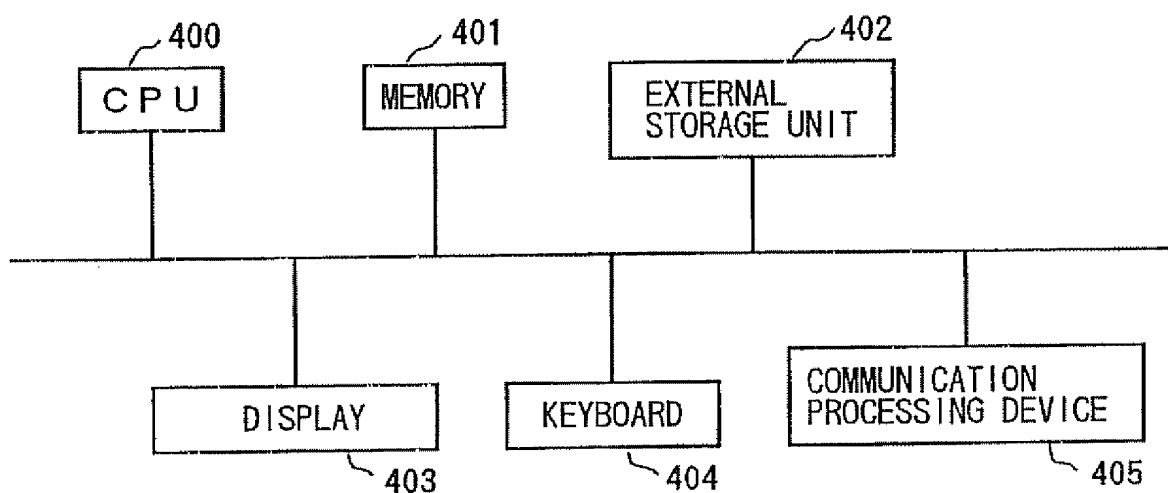 400
401
402
CPU
MEMORY
EXTERNAL
STORAGE UNIT
DISPLAY
KEYBOARD
COMMUNICATION
PROCESSING DEVICE
403
404
405